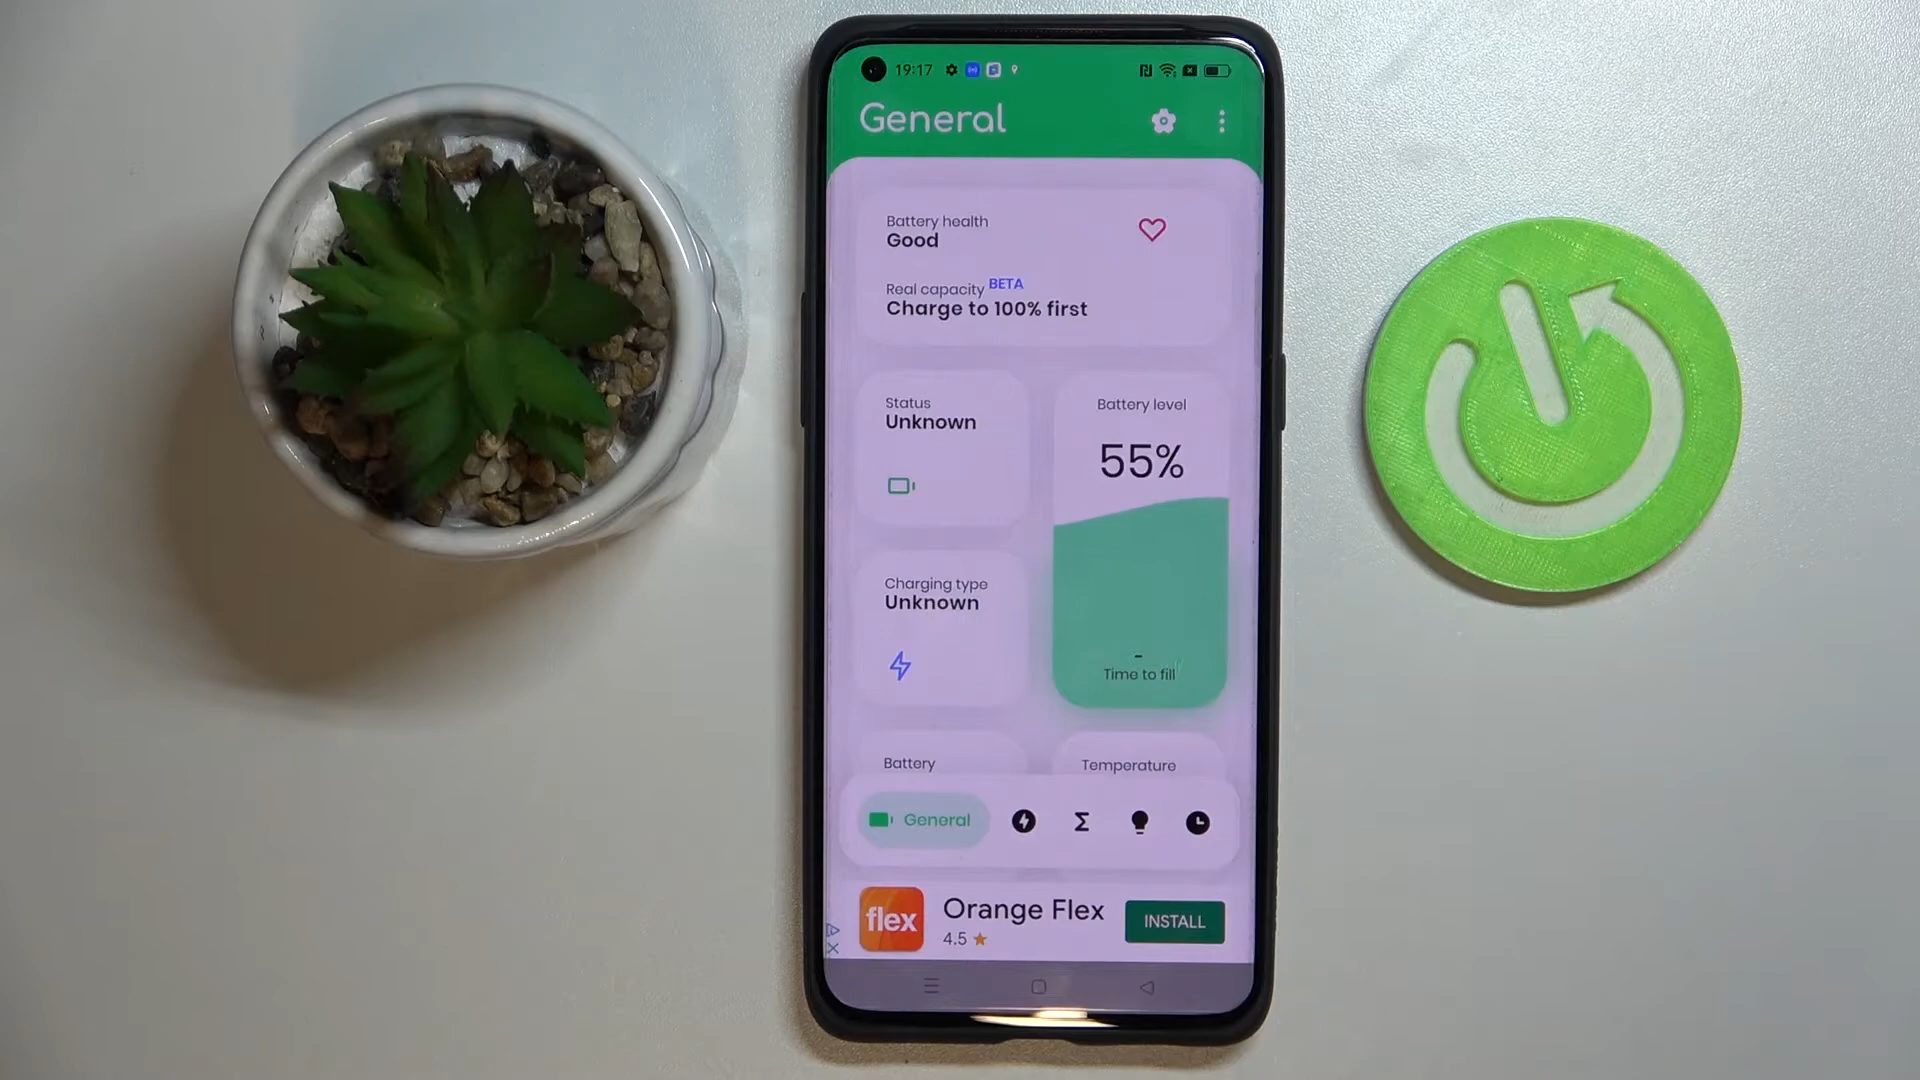 19:17
General
Battery health
Good
Real capacity BETA
Charge to 100% first
Status
Unknown
Battery level
55%
Charging type
Unknown
-
Time to fill
Battery
Temperature
General
flex
Orange Flex
4.5
INSTALL